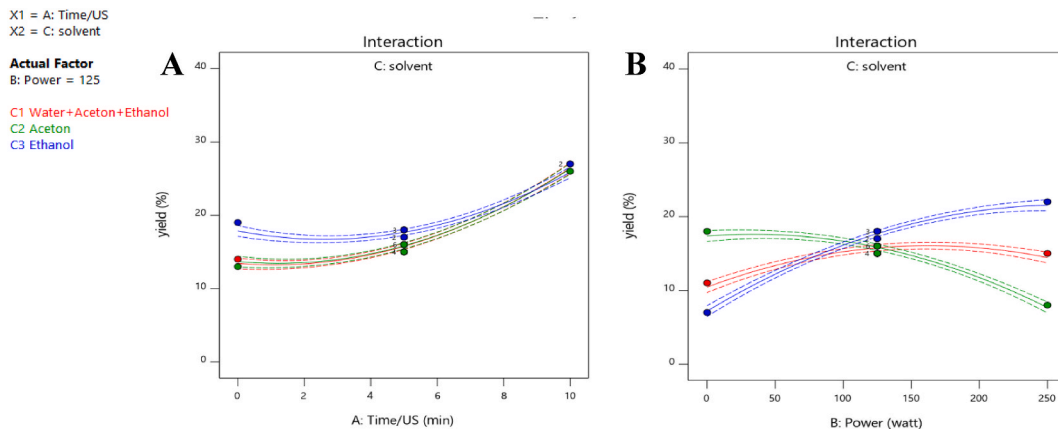 X1 = A: Time/US
X2 = C: solvent
Actual Factor
B: Power = 125
C1 Water+Aceton+Ethanol
C2 Aceton
C3 Ethanol
A
Interaction
C: solvent
40
30
20
10
0
yield (%)
0 2 4 6 8 10
A: Time/US (min)
B
Interaction
C: solvent
40
30
20
10
0
yield (%)
0 50 100 150 200 250
B: Power (watt)